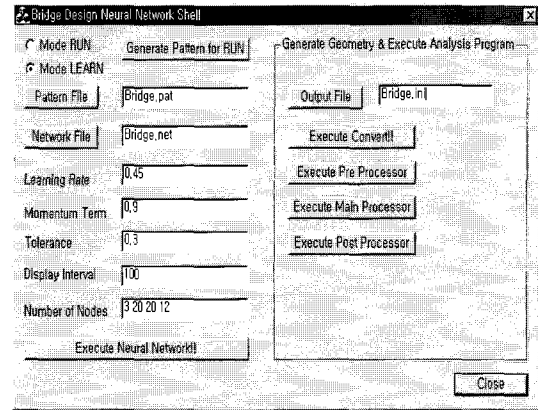 Bridge Design Neural Network Shell
Mode RUN
Generate Pattern for RUN
Mode LEARN
Pattern File
Bridge,pat
Network File
Bridge,net
Learning Rate
0,45
Momentum Term
0,9
Tolerance
0,3
Display Interval
100
Number of Nodes
3 20 20 12
Execute Neural Network!!
Generate Geometry & Execute Analysis Program
Output File
Bridge,inl
Execute Convert!!
Execute Pre Processor
Execute Main Processor
Execute Post Processor
Close